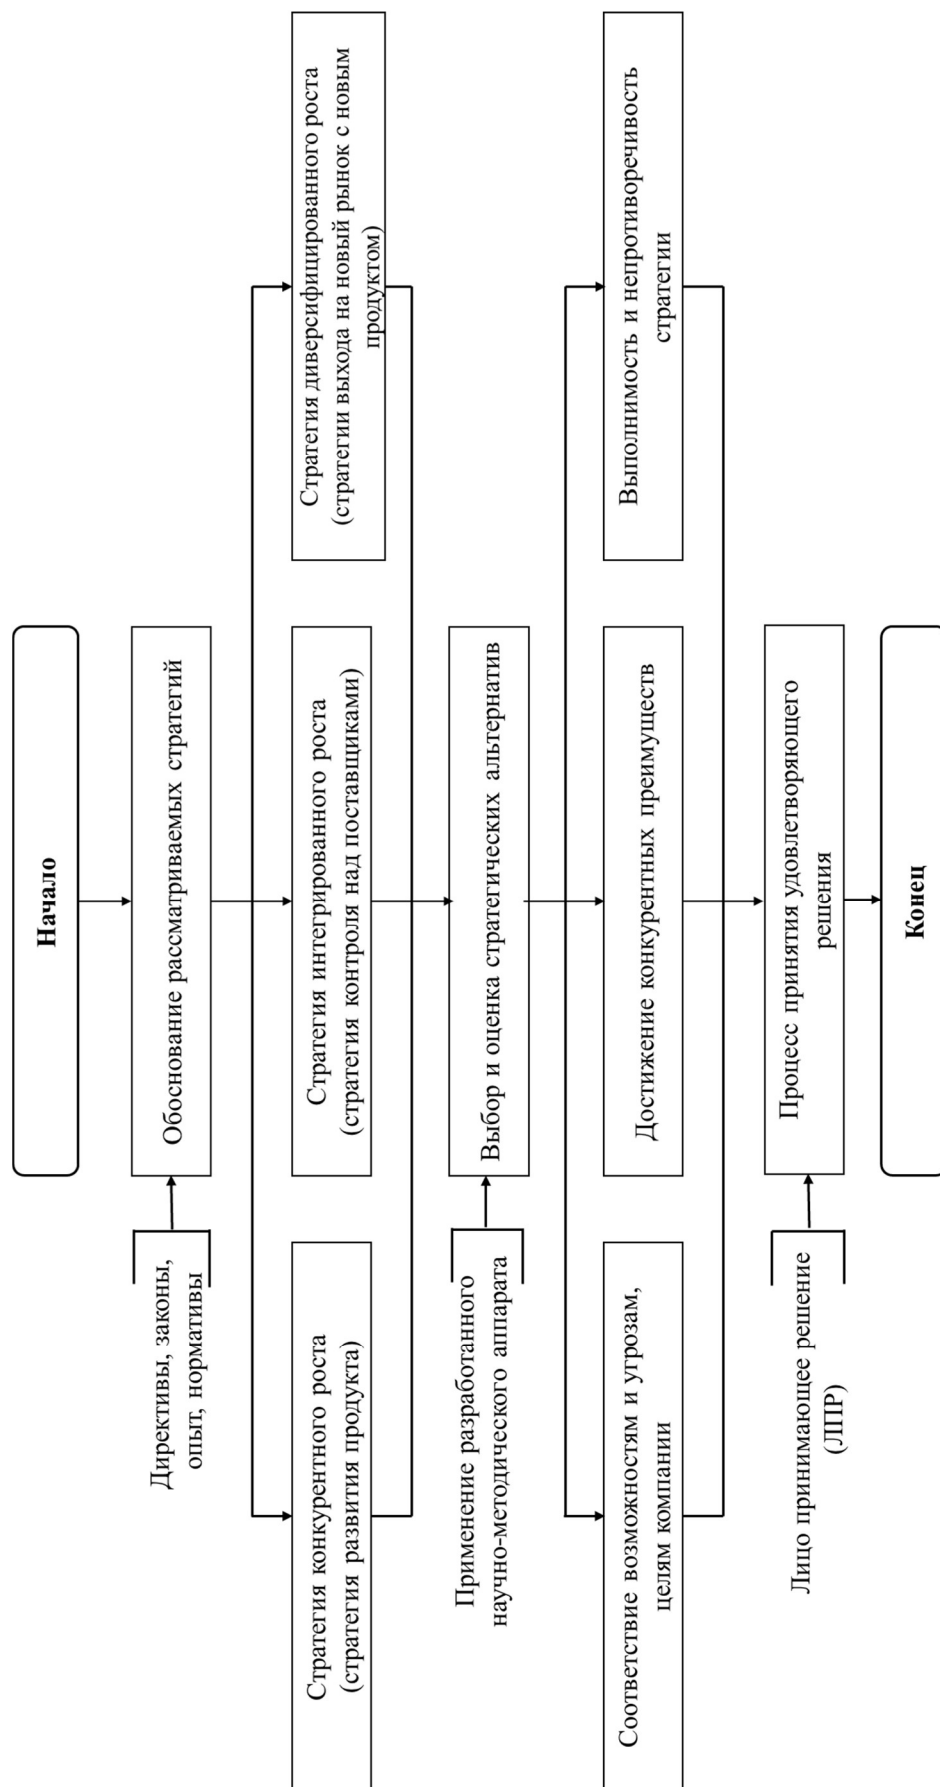 Начало
Директивы, законы,
опыт, нормативы
Обоснование рассматриваемых стратегий
Стратегия конкурентного роста
(стратегия развития продукта)
Стратегия интегрированного роста
(стратегия контроля над поставщиками)
Стратегия диверсифицированного роста
(стратегии выхода на новый рынок с новым
продуктом)
Применение разработанного
научно-методического аппарата
Выбор и оценка стратегических альтернатив
Соответствие возможностям и угрозам,
целям компании
Достижение конкурентных преимуществ
Выполнимость и непротиворечивость
стратегии
Лицо принимающее решение
(ЛПР)
Процесс принятия удовлетворяющего
решения
Конец